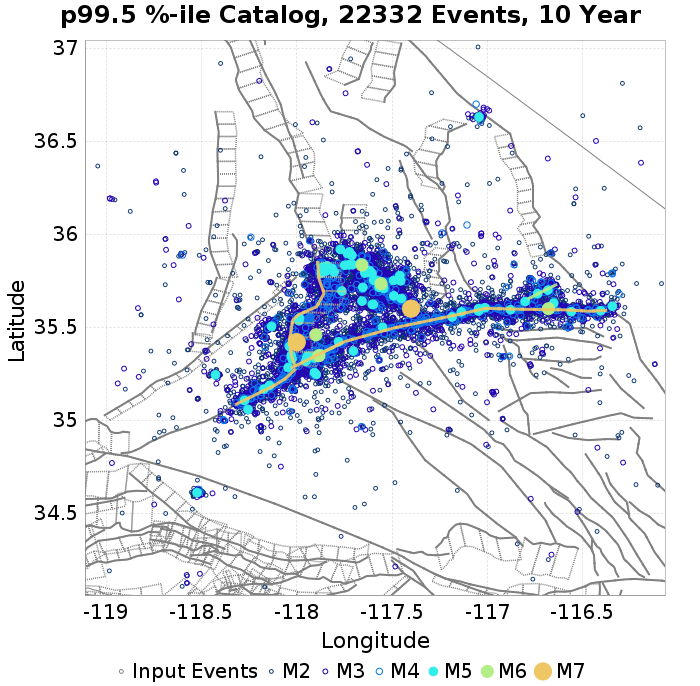 p99.5 %-ile Catalog, 22332 Events, 10 Year
37
36.5
36
35.5
35
34.5
Latitude
-119 -118.5 -118 -117.5 -117 -116.5
Longitude
Input Events M2 M3 M4 M5 M6 M7